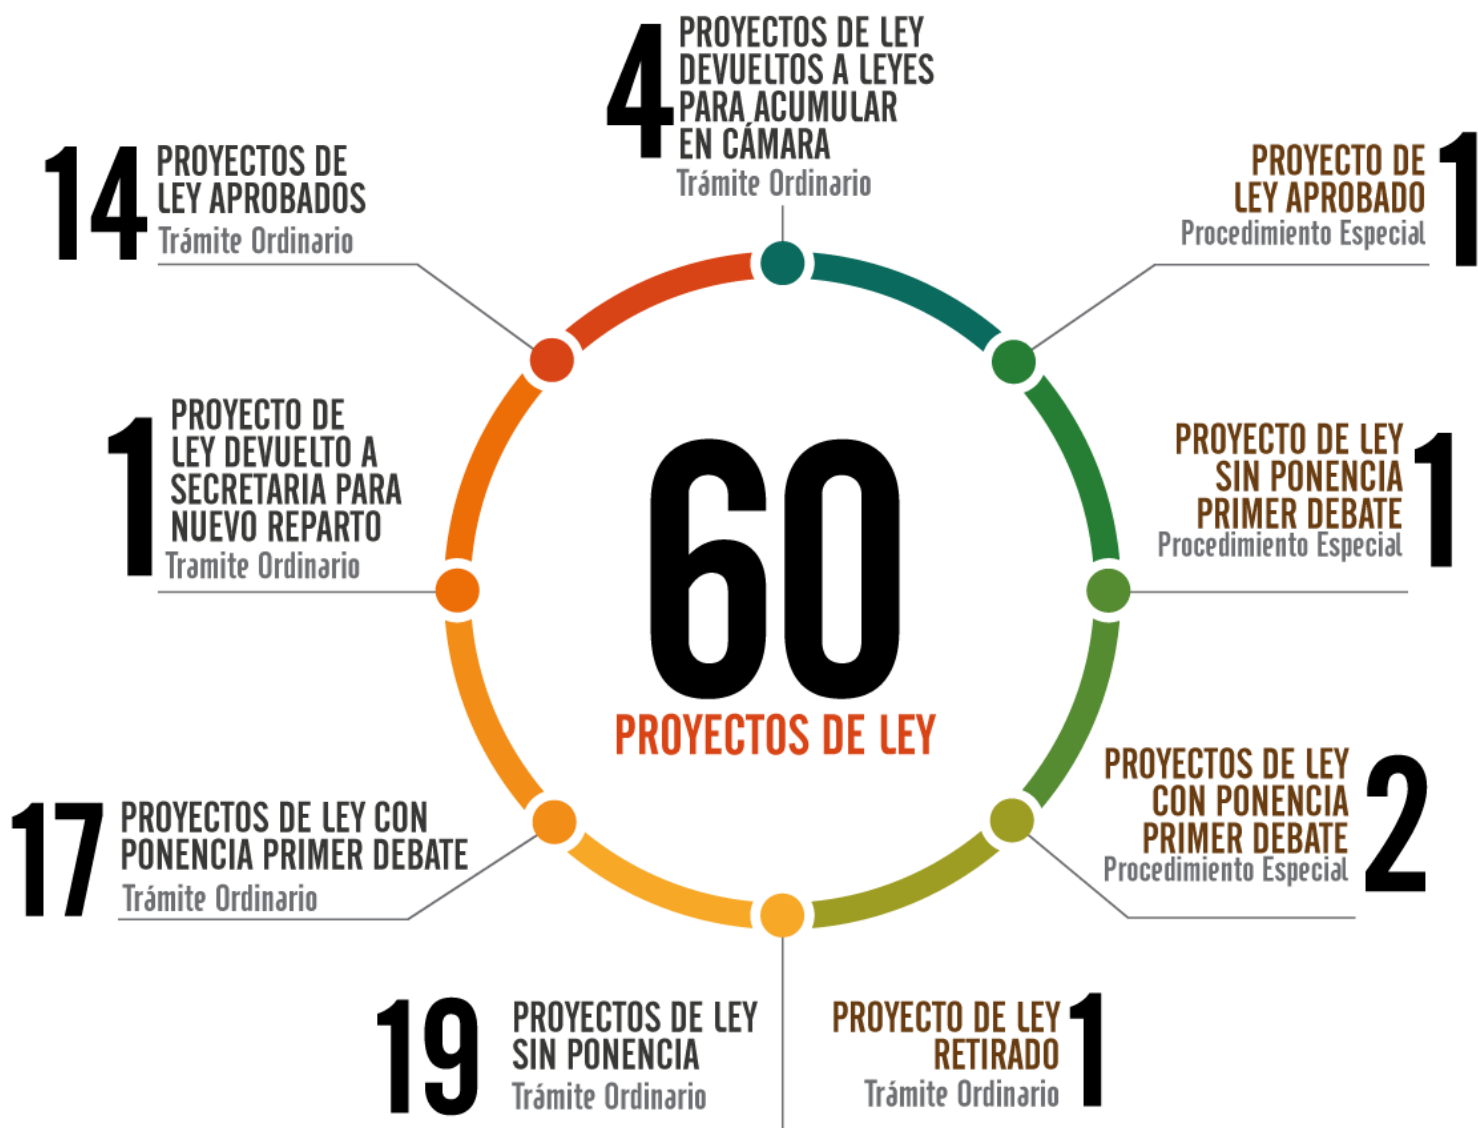 4
PROYECTOS DE LEY
DEVUELTOS A LEYES
PARA ACUMULAR
EN CÁMARA
Trámite Ordinario
14
PROYECTOS DE
LEY APROBADOS
Trámite Ordinario
PROYECTO DE
LEY APROBADO
Procedimiento Especial
1
1
PROYECTO DE
LEY DEVUELTO A
SECRETARIA PARA
NUEVO REPARTO
Tramite Ordinario
60
PROYECTOS DE LEY
PROYECTO DE LEY
SIN PONENCIA
PRIMER DEBATE
Procedimiento Especial
1
17
PROYECTOS DE LEY CON
PONENCIA PRIMER DEBATE
Trámite Ordinario
PROYECTOS DE LEY
CON PONENCIA
PRIMER DEBATE
Procedimiento Especial
2
19
PROYECTOS DE LEY
SIN PONENCIA
Trámite Ordinario
PROYECTO DE LEY
RETIRADO
Trámite Ordinario
1